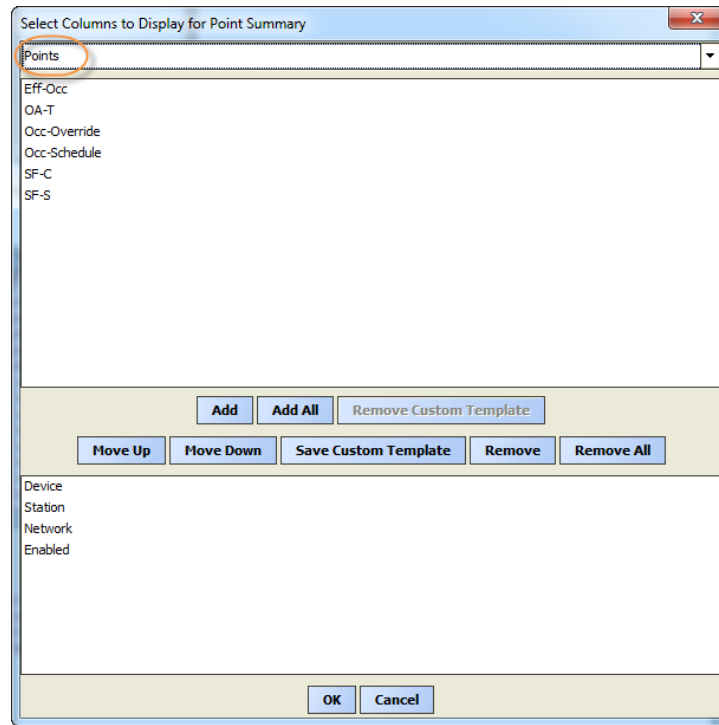 Select Columns to Display for Point Summary
Points
Eff-Occ
OA-T
Occ-Override
Occ-Schedule
SF-C
SF-S
Add Add All Remove Custom Template
Move Up Move Down Save Custom Template Remove Remove All
Device
Station
Network
Enabled
OK Cancel